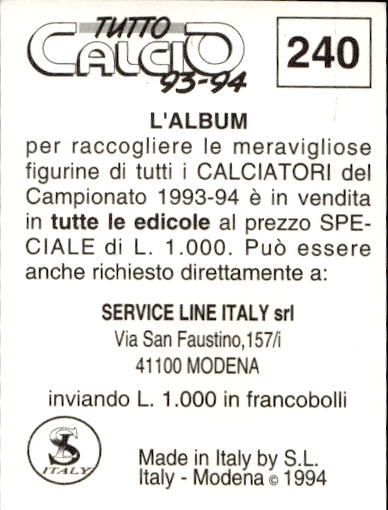 TUTTO
CALCIO
93-94
240
L'ALBUM
per raccogliere le meravigliose
figurine di tutti i CALCIATORI del
Campionato 1993-94 è in vendita
in tutte le edicole al prezzo SPE-
CIALE di L. 1.000. Può essere
anche richiesto direttamente a:
SERVICE LINE ITALY srl
Via San Faustino,157/i
41100 MODENA
inviando L. 1.000 in francobolli
SL
ITALY
Made in Italy by S.L.
Italy - Modena © 1994